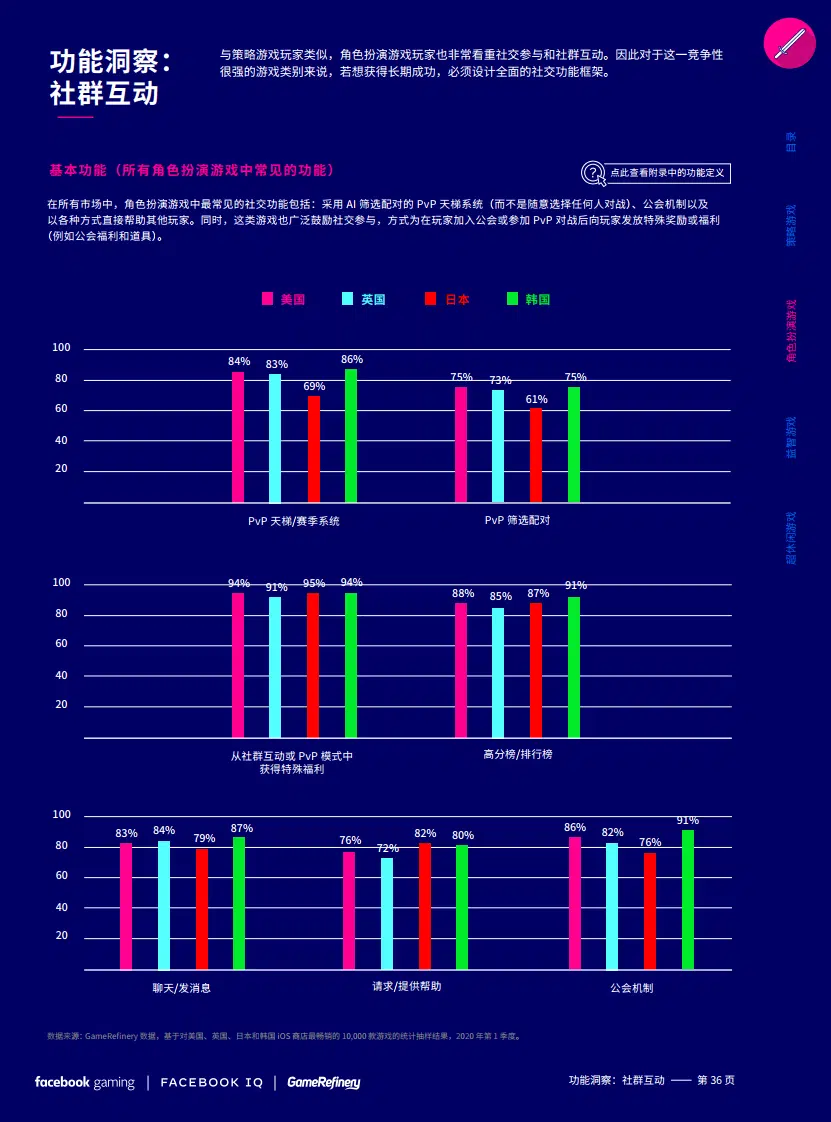 功能洞察：
社群互动
与策略游戏玩家类似，角色扮演游戏玩家也非常看重社交参与和社群互动。因此对于这一竞争性
很强的游戏类别来说，若想获得长期成功，必须设计全面的社交功能框架。
目录
策略游戏
角色扮演游戏
益智游戏
超休闲游戏
基本功能（所有角色扮演游戏中常见的功能）
? 点此查看附录中的功能定义
在所有市场中，角色扮演游戏中最常见的社交功能包括：采用 AI 筛选配对的 PvP 天梯系统（而不是随意选择任何人对战）、公会机制以及
以各种方式直接帮助其他玩家。同时，这类游戏也广泛鼓励社交参与，方式为在玩家加入公会或参加 PvP 对战后向玩家发放特殊奖励或福利
（例如公会福利和道具）。
美国 英国 日本 韩国
100
80
60
40
20
84% 83% 69% 86%
75% 73% 61% 75%
PvP 天梯/赛季系统
PvP 筛选配对
100
80
60
40
20
94% 91% 95% 94%
88% 85% 87% 91%
从社群互动或 PvP 模式中
获得特殊福利
高分榜/排行榜
100
80
60
40
20
83% 84% 79% 87%
76% 72% 82% 80%
86% 82% 76% 91%
聊天/发消息
请求/提供帮助
公会机制
数据来源：GameRefinery 数据，基于对美国、英国、日本和韩国 iOS 商店最畅销的 10,000 款游戏的统计抽样结果，2020 年第 1 季度。
facebook gaming | FACEBOOK IQ | GameRefinery
功能洞察：社群互动 —— 第 36 页